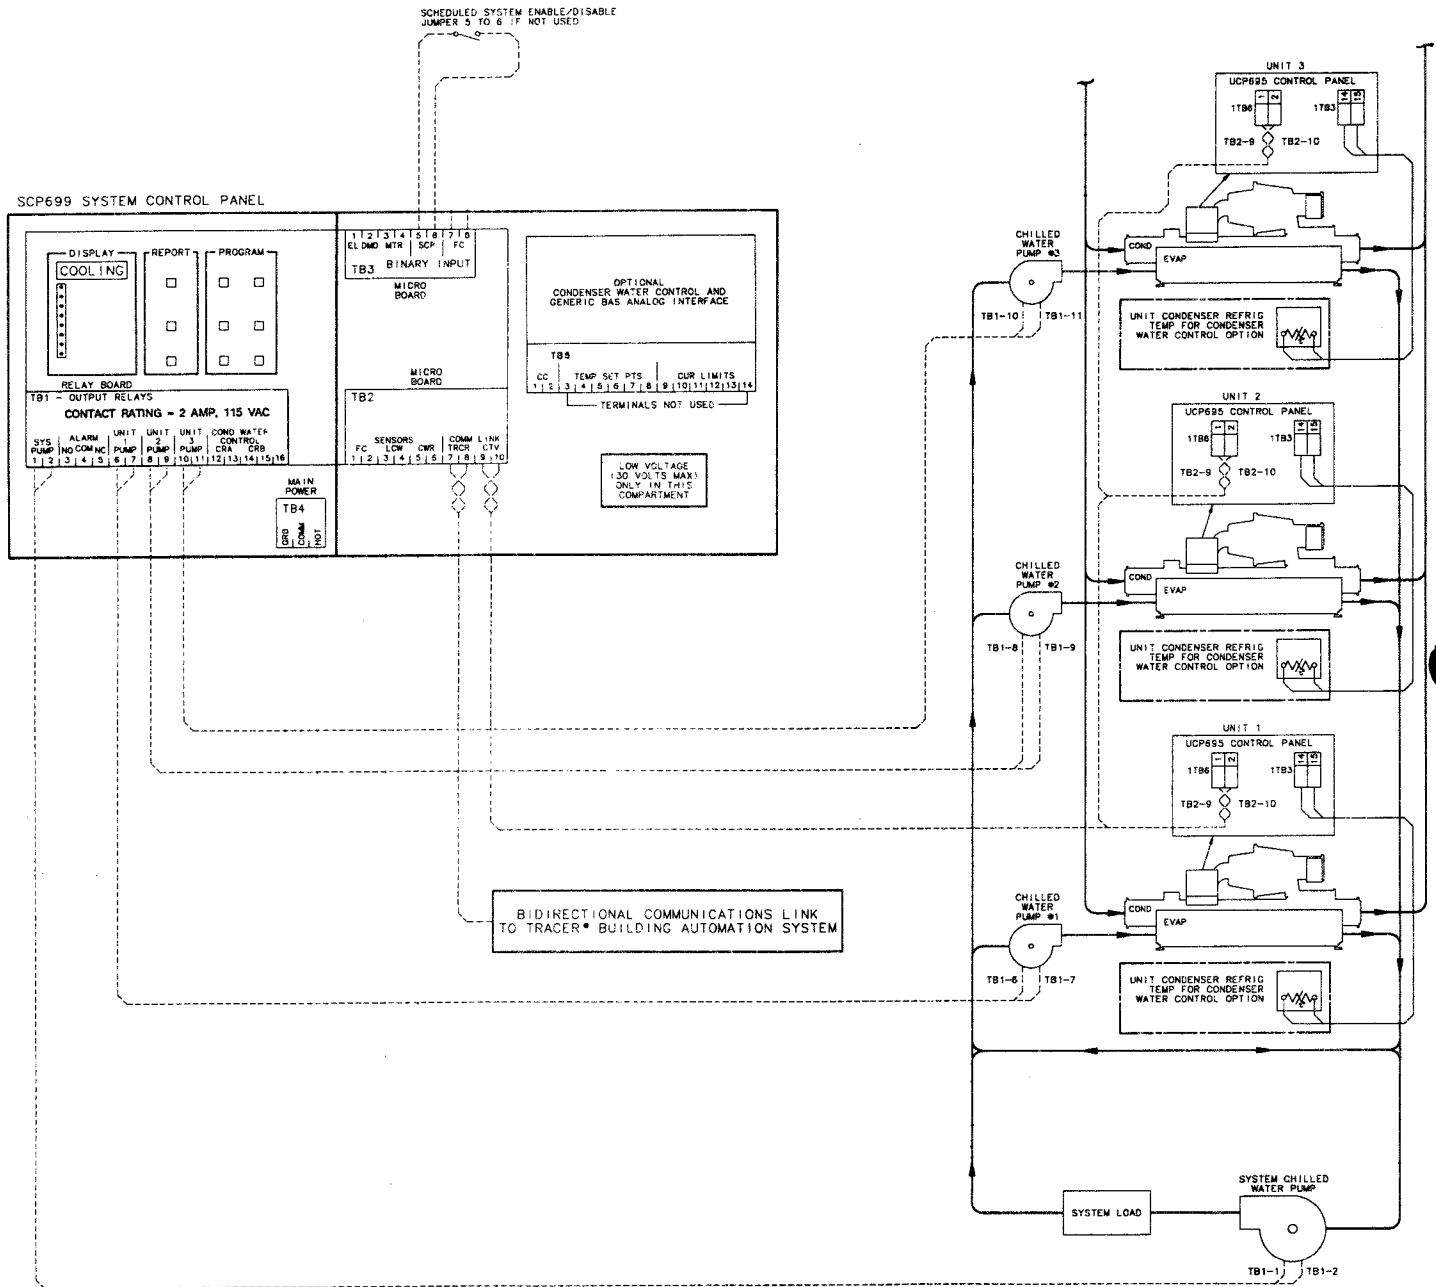 SCHEDULED SYSTEM ENABLE/DISABLE
JUMPER 5 TO 6 IF NOT USED
SCP699 SYSTEM CONTROL PANEL
DISPLAY
COOLING
REPORT
PROGRAM
RELAY BOARD
TB1 - OUTPUT RELAYS
CONTACT RATING = 2 AMP, 115 VAC
SYS PUMP
ALARM
NO COM NC
UNIT 1 PUMP
UNIT 2 PUMP
UNIT 3 PUMP
COND WATER CONTROL
CRA CRB
1 2 3 4 5 6 7 8 9 10 11 12 13 14 15 16
MAIN POWER
TB4
GRD COMM HOT
1 2 3 4 5 6 7 8
EL DMD MTR SCP FC
TB3 BINARY INPUT
MICRO BOARD
MICRO BOARD
TB2
SENSORS
FC LCW CWR
COMM LINK
TRCR CTV
1 2 3 4 5 6 7 8 9 10
OPTIONAL
CONDENSER WATER CONTROL AND
GENERIC BAS ANALOG INTERFACE
TB5
CC TEMP SET PTS CUR LIMITS
1 2 3 4 5 6 7 8 9 10 11 12 13 14
TERMINALS NOT USED
LOW VOLTAGE
(30 VOLTS MAX)
ONLY IN THIS
COMPARTMENT
BIDIRECTIONAL COMMUNICATIONS LINK
TO TRACER® BUILDING AUTOMATION SYSTEM
UNIT 3
UCP695 CONTROL PANEL
1TB6 1 2
1TB3 14 15
TB2-9 TB2-10
CHILLED
WATER
PUMP #3
TB1-10 TB1-11
COND
EVAP
UNIT CONDENSER REFRIG
TEMP FOR CONDENSER
WATER CONTROL OPTION
UNIT 2
UCP695 CONTROL PANEL
1TB6 1 2
1TB3 14 15
TB2-9 TB2-10
CHILLED
WATER
PUMP #2
TB1-8 TB1-9
COND
EVAP
UNIT CONDENSER REFRIG
TEMP FOR CONDENSER
WATER CONTROL OPTION
UNIT 1
UCP695 CONTROL PANEL
1TB6 1 2
1TB3 14 15
TB2-9 TB2-10
CHILLED
WATER
PUMP #1
TB1-6 TB1-7
COND
EVAP
UNIT CONDENSER REFRIG
TEMP FOR CONDENSER
WATER CONTROL OPTION
SYSTEM LOAD
SYSTEM CHILLED
WATER PUMP
TB1-1 TB1-2